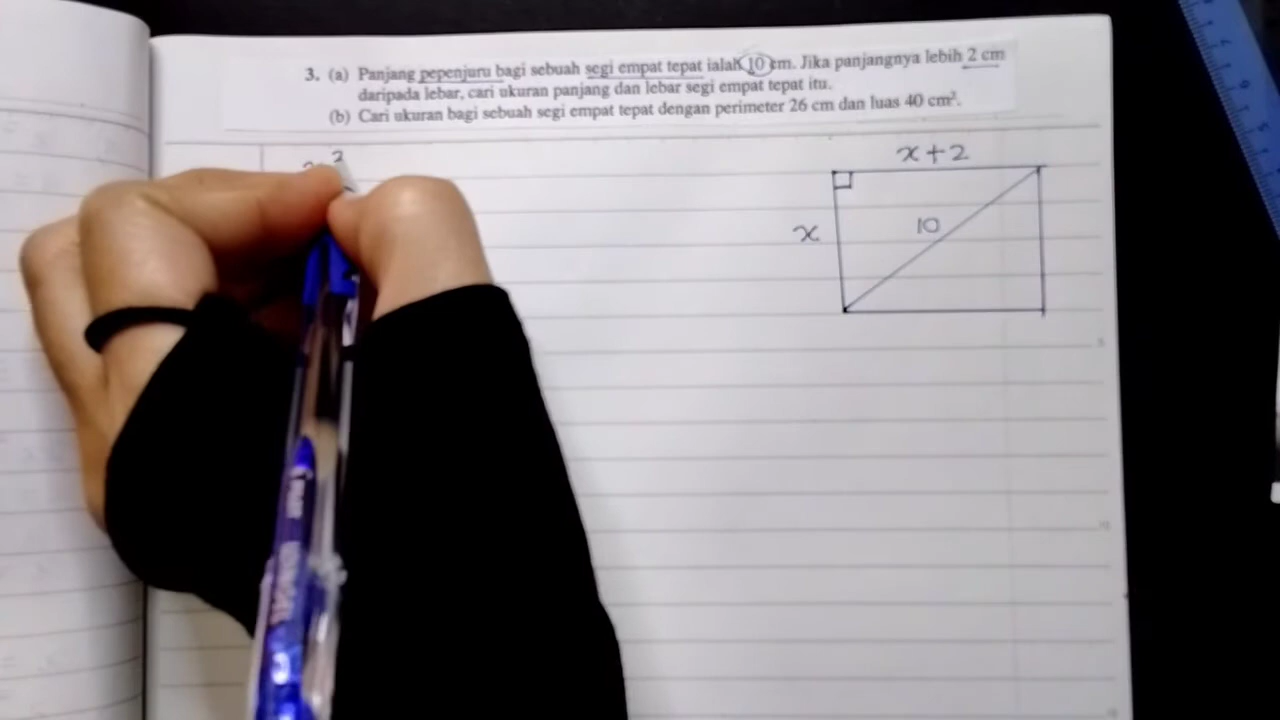 3. (a) Panjang pepenjuru bagi sebuah segi empat tepat ialah 10 cm. Jika panjangnya lebih 2 cm
daripada lebar, cari ukuran panjang dan lebar segi empat tepat itu.
(b) Cari ukuran bagi sebuah segi empat tepat dengan perimeter 26 cm dan luas 40 cm².
x + 2
x
10